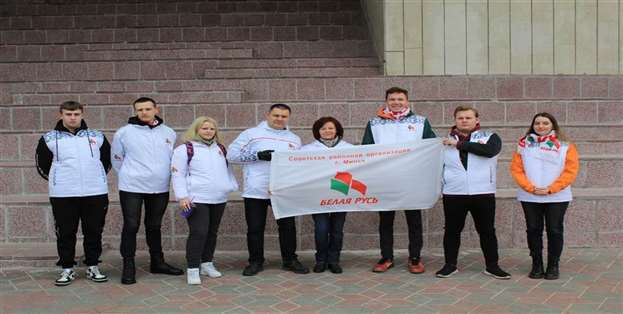 Советская районная организация
г. Минск
БЕЛАЯ РУСЬ